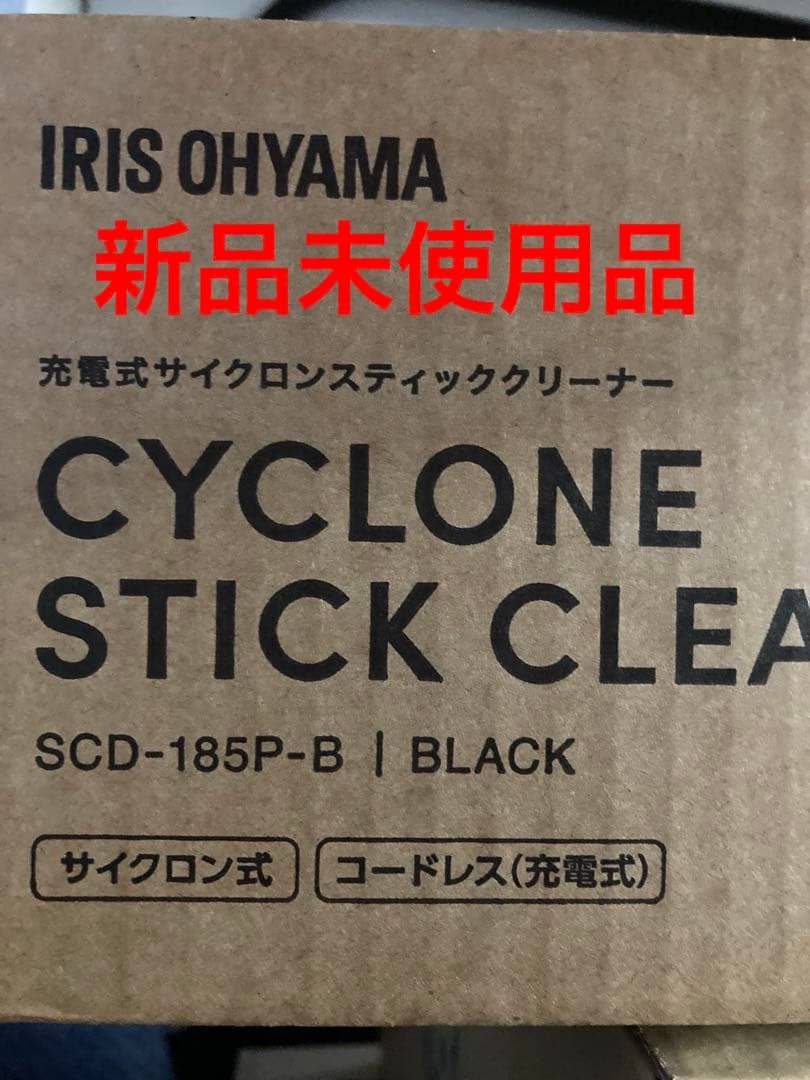 IRIS OHYAMA
新品未使用品
充電式サイクロンスティッククリーナー
CYCLONE
STICK CLEA
SCD-185P-B | BLACK
サイクロン式 コードレス(充電式)